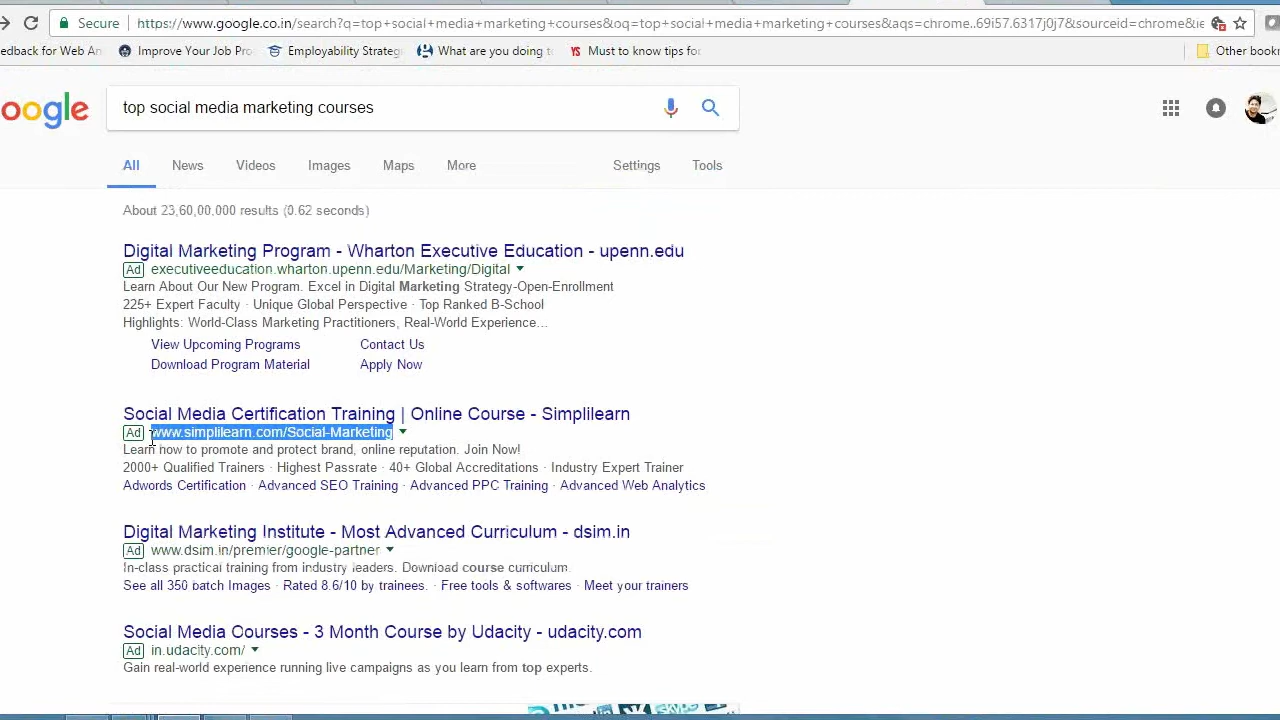 Secure https://www.google.co.in/search?q=top+social+media+marketing+courses&oq=top+social+media+marketing+courses&aqs=chrome..69i57.6317j0j7&sourceid=chrome&ie
edback for Web An Improve Your Job Pro Employability Strateg What are you doing t YS Must to know tips for Other book
oogle top social media marketing courses
All News Videos Images Maps More Settings Tools
About 23,60,00,000 results (0.62 seconds)
Digital Marketing Program - Wharton Executive Education - upenn.edu
Ad executiveeducation.wharton.upenn.edu/Marketing/Digital
Learn About Our New Program. Excel in Digital Marketing Strategy-Open-Enrollment
225+ Expert Faculty · Unique Global Perspective · Top Ranked B-School
Highlights: World-Class Marketing Practitioners, Real-World Experience…
View Upcoming Programs Contact Us
Download Program Material Apply Now
Social Media Certification Training | Online Course - Simplilearn
Ad www.simplilearn.com/Social-Marketing
Learn how to promote and protect brand, online reputation. Join Now!
2000+ Qualified Trainers · Highest Passrate · 40+ Global Accreditations · Industry Expert Trainer
Adwords Certification · Advanced SEO Training · Advanced PPC Training · Advanced Web Analytics
Digital Marketing Institute - Most Advanced Curriculum - dsim.in
Ad www.dsim.in/premier/google-partner
In-class practical training from industry leaders. Download course curriculum.
See all 350 batch Images · Rated 8.6/10 by trainees. · Free tools & softwares · Meet your trainers
Social Media Courses - 3 Month Course by Udacity - udacity.com
Ad in.udacity.com/
Gain real-world experience running live campaigns as you learn from top experts.